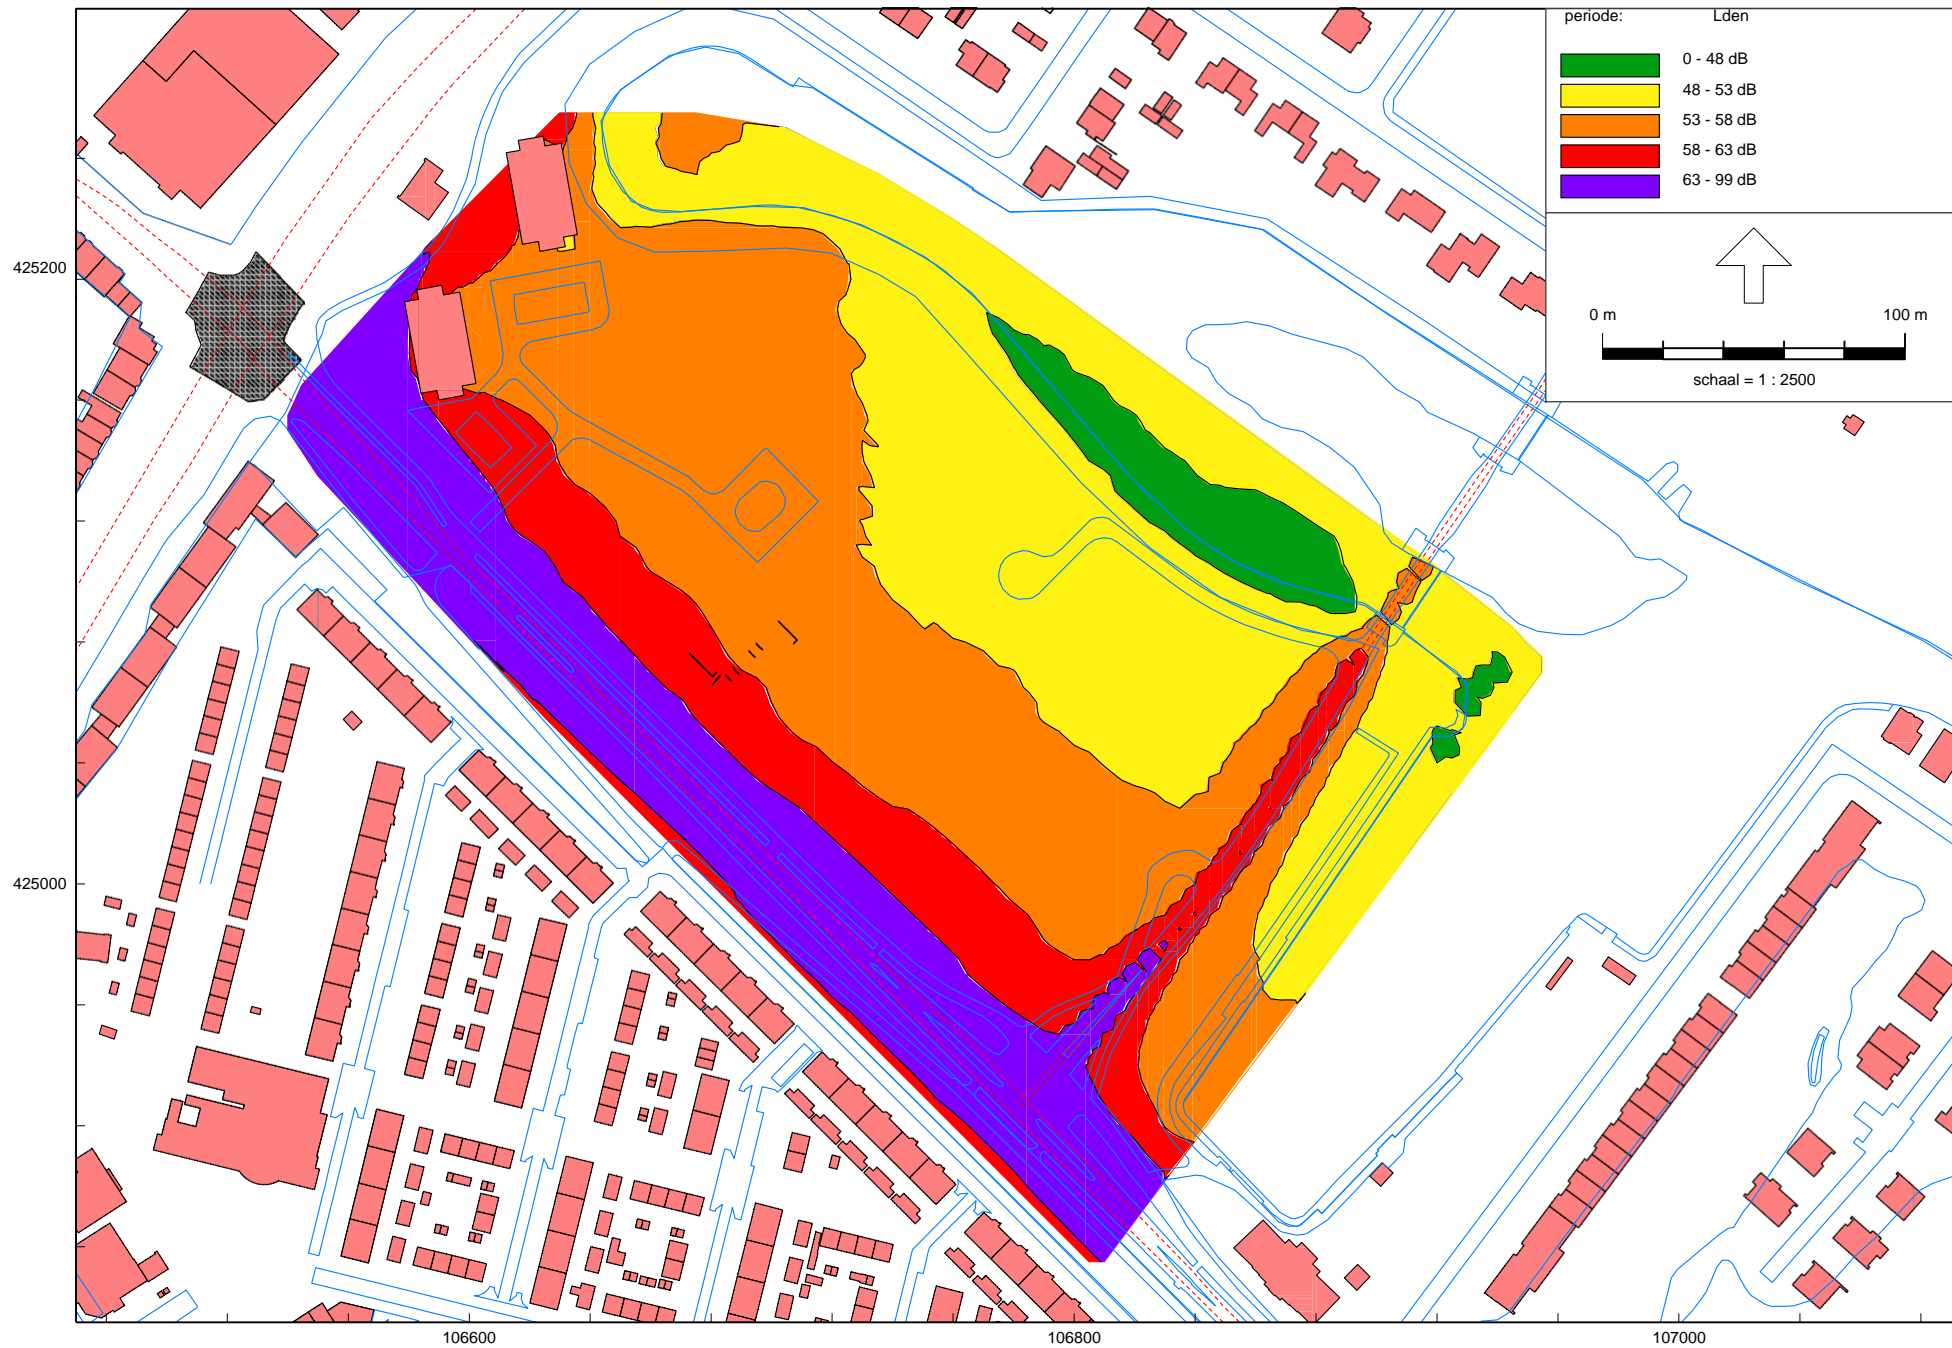 periode: Lden
0 - 48 dB
48 - 53 dB
53 - 58 dB
58 - 63 dB
63 - 99 dB
0 m 100 m
schaal = 1 : 2500
425200
425000
106600 106800 107000